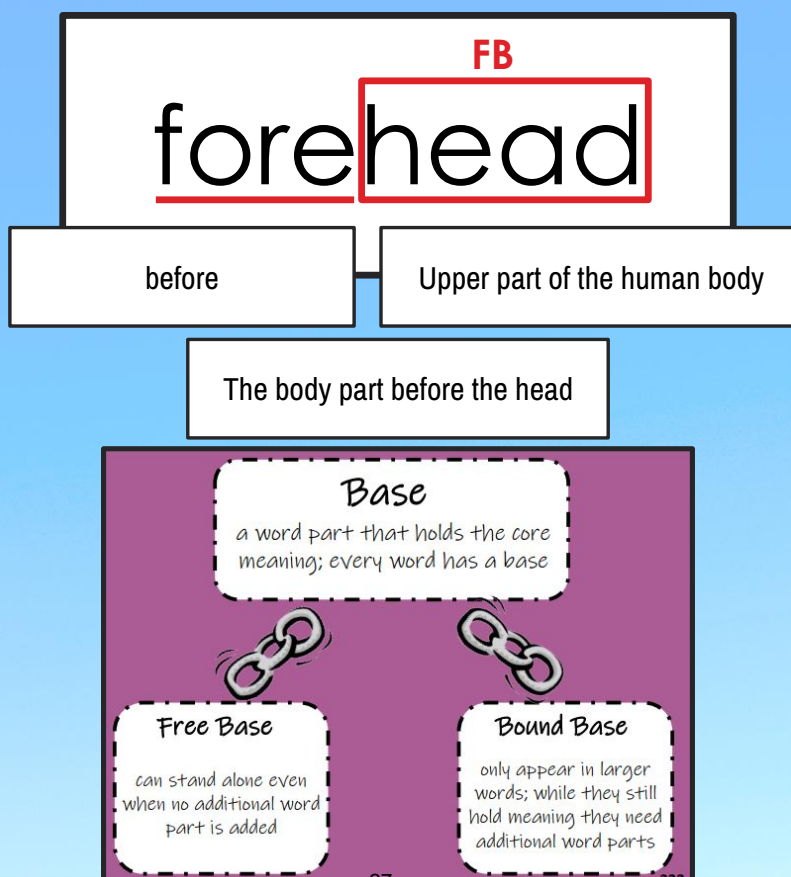 FB
forehead
before
Upper part of the human body
The body part before the head
Base
a word part that holds the core
meaning; every word has a base
Free Base
can stand alone even
when no additional word
part is added
Bound Base
only appear in larger
words; while they still
hold meaning they need
additional word parts